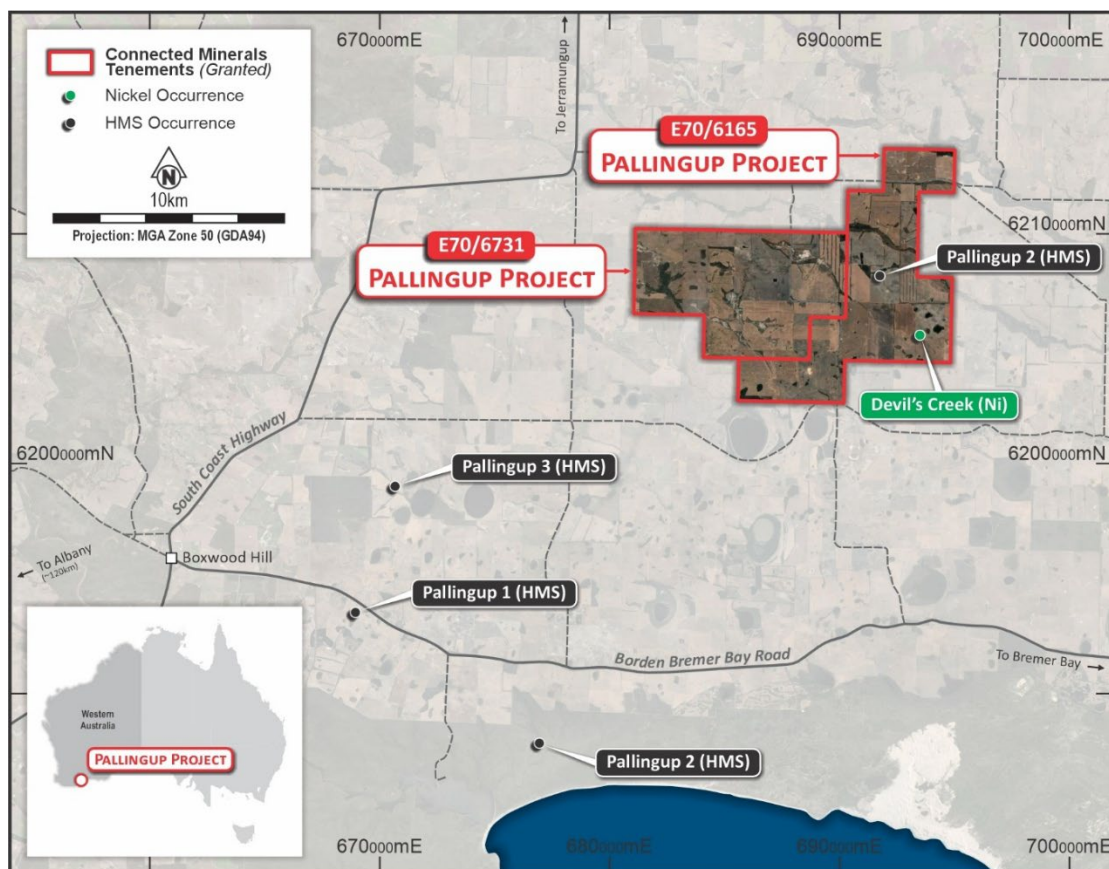 670000mE
690000mE
700000mE
Connected Minerals
Tenements (Granted)
Nickel Occurrence
HMS Occurrence
N
10km
Projection: MGA Zone 50 (GDA94)
To Jerramungup
E70/6165
PALLINGUP PROJECT
E70/6731
PALLINGUP PROJECT
6210000mN
Pallingup 2 (HMS)
Devil's Creek (Ni)
6200000mN
6200000mN
South Coast Highway
Pallingup 3 (HMS)
To Albany
(~120km)
Boxwood Hill
Pallingup 1 (HMS)
Borden Bremer Bay Road
To Bremer Bay
Western
Australia
PALLINGUP PROJECT
Pallingup 2 (HMS)
670000mE
680000mE
690000mE
700000mE